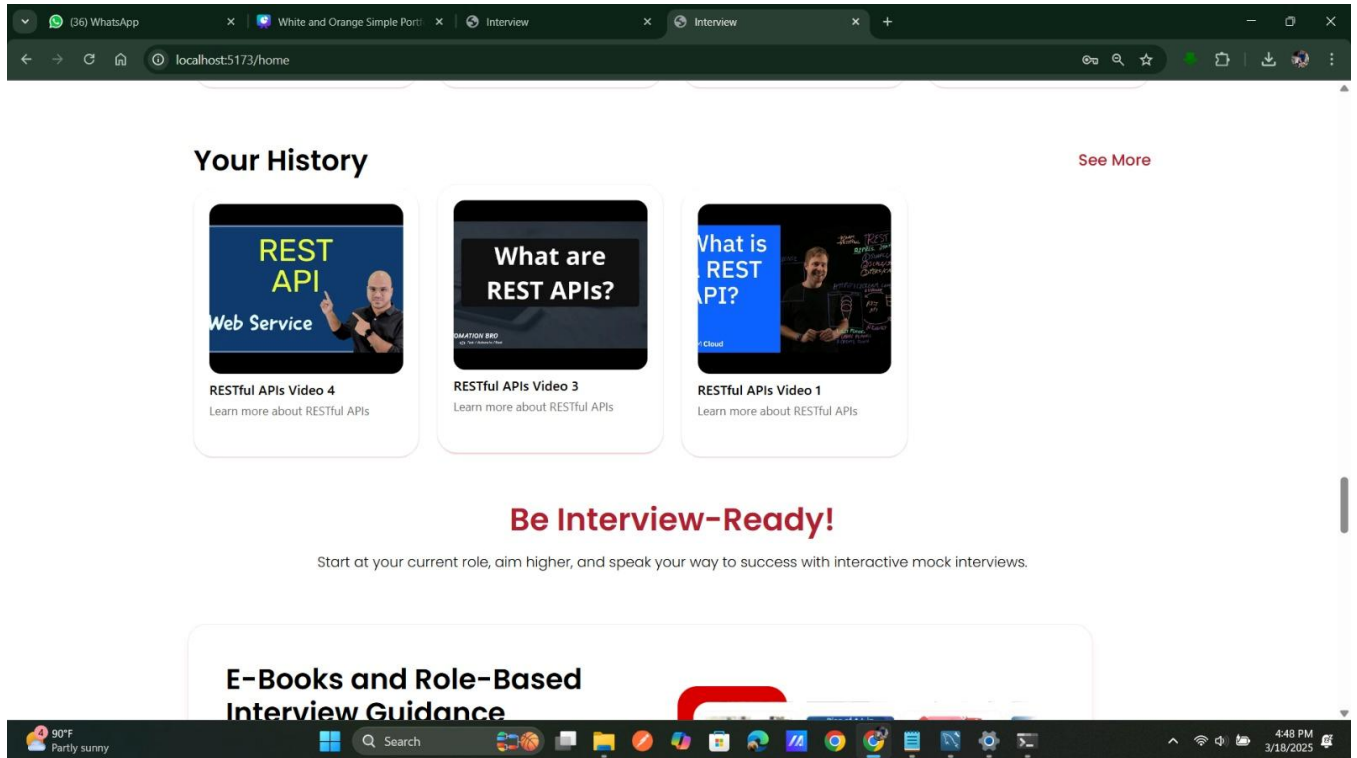 (36) WhatsApp
White and Orange Simple Portf
Interview
Interview
localhost:5173/home
Your History
See More
REST
API
Web Service
What are
REST APIs?
OMATION BRO
What is
REST
API?
Cloud
REST
RESTful APIs Video 4
Learn more about RESTful APIs
RESTful APIs Video 3
Learn more about RESTful APIs
RESTful APIs Video 1
Learn more about RESTful APIs
Be Interview-Ready!
Start at your current role, aim higher, and speak your way to success with interactive mock interviews.
E-Books and Role-Based
Interview Guidance
4
90°F
Partly sunny
Search
4:48 PM
3/18/2025